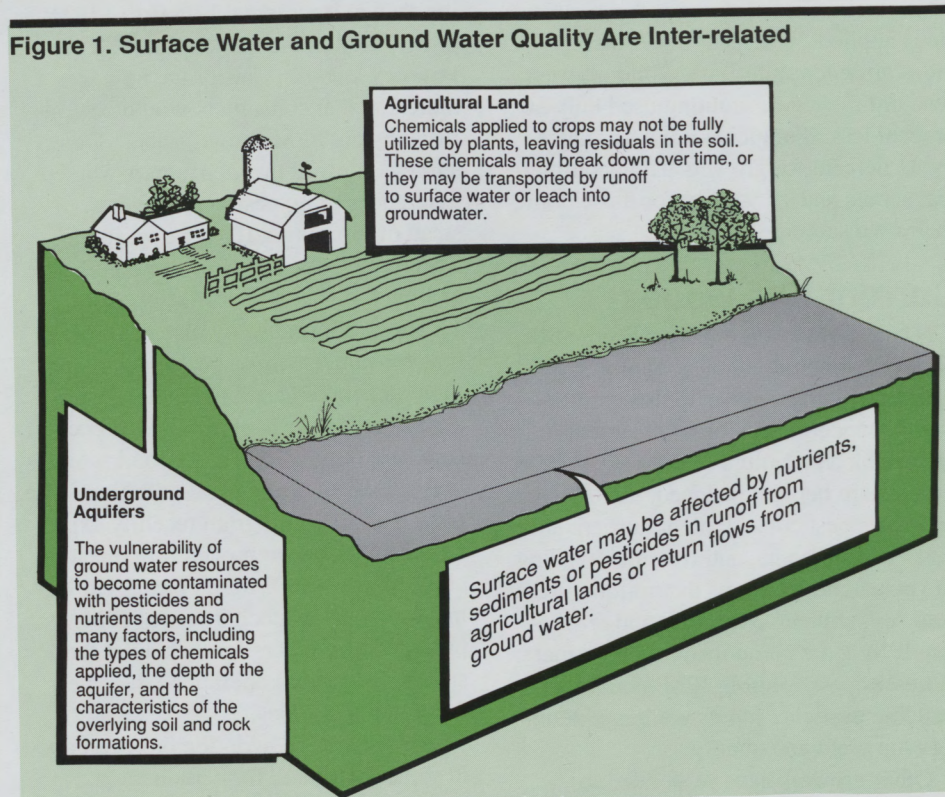 Figure 1. Surface Water and Ground Water Quality Are Inter-related
Agricultural Land
Chemicals applied to crops may not be fully
utilized by plants, leaving residuals in the soil.
These chemicals may break down over time, or
they may be transported by runoff
to surface water or leach into
groundwater.
Underground
Aquifers
The vulnerability of
ground water resources
to become contaminated
with pesticides and
nutrients depends on
many factors, including
the types of chemicals
applied, the depth of the
aquifer, and the
characteristics of the
overlying soil and rock
formations.
Surface water may be affected by nutrients,
sediments or pesticides in runoff from
agricultural lands or return flows from
ground water.